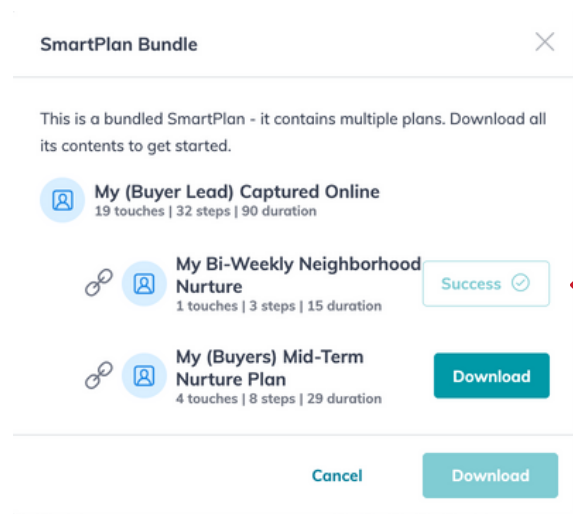 SmartPlan Bundle
This is a bundled SmartPlan - it contains multiple plans. Download all
its contents to get started.
My (Buyer Lead) Captured Online
19 touches | 32 steps | 90 duration
My Bi-Weekly Neighborhood
Nurture
1 touches | 3 steps | 15 duration
Success
My (Buyers) Mid-Term
Nurture Plan
4 touches | 8 steps | 29 duration
Download
Cancel
Download